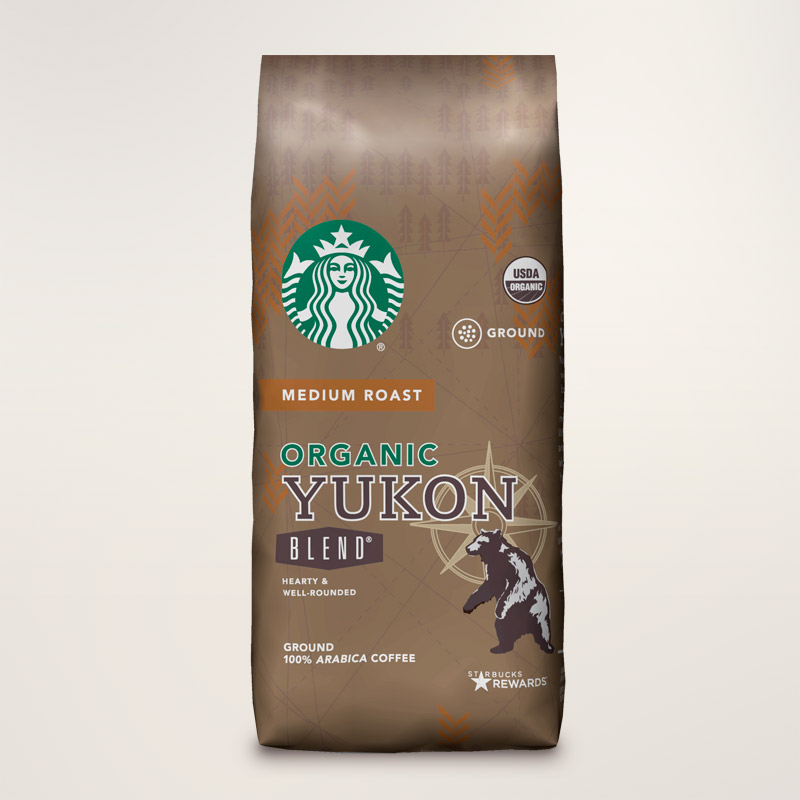 USDA
ORGANIC
GROUND
®
MEDIUM ROAST
ORGANIC
YUKON
BLEND®
HEARTY &
WELL-ROUNDED
GROUND
100% ARABICA COFFEE
STARBUCKS
REWARDS